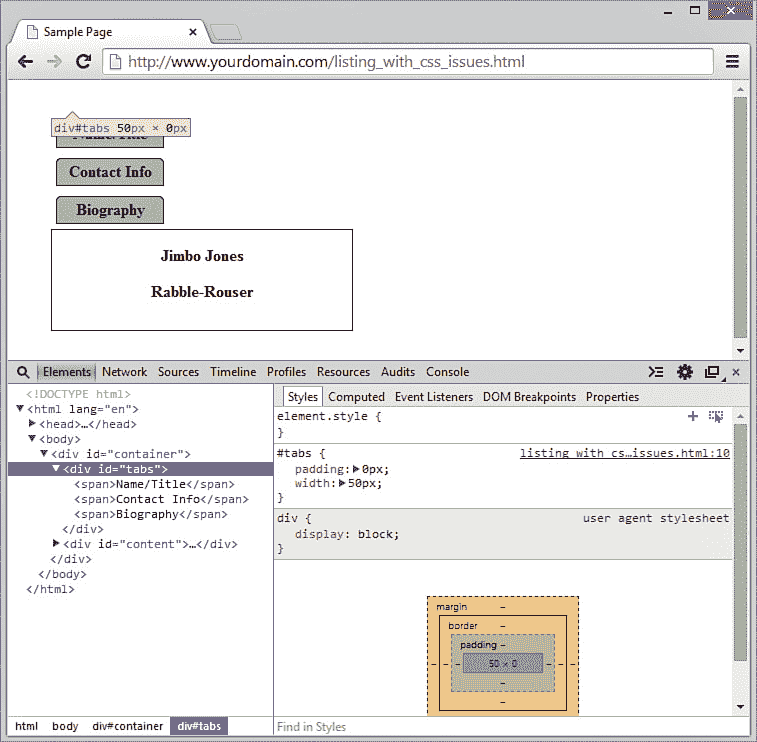 Sample Page
http://www.yourdomain.com/listing_with_css_issues.html
div#tabs 50px × 0px
Name/Title
Contact Info
Biography
Jimbo Jones
Rabble-Rouser
Elements Network Sources Timeline Profiles Resources Audits Console
<!DOCTYPE html>
▼<html lang="en">
▶<head>…</head>
▼<body>
▼<div id="container">
▼<div id="tabs">
<span>Name/Title</span>
<span>Contact Info</span>
<span>Biography</span>
</div>
▶<div id="content">…</div>
</div>
</body>
</html>
html body div#container div#tabs
Styles Computed Event Listeners DOM Breakpoints Properties
element.style {
}
#tabs { listing with cs…issues.html:10
padding:▶0px;
width:▶50px;
}
div { user agent stylesheet
display: block;
}
margin –
border –
padding –
– – – 50 × 0 – – –
–
–
–
Find in Styles